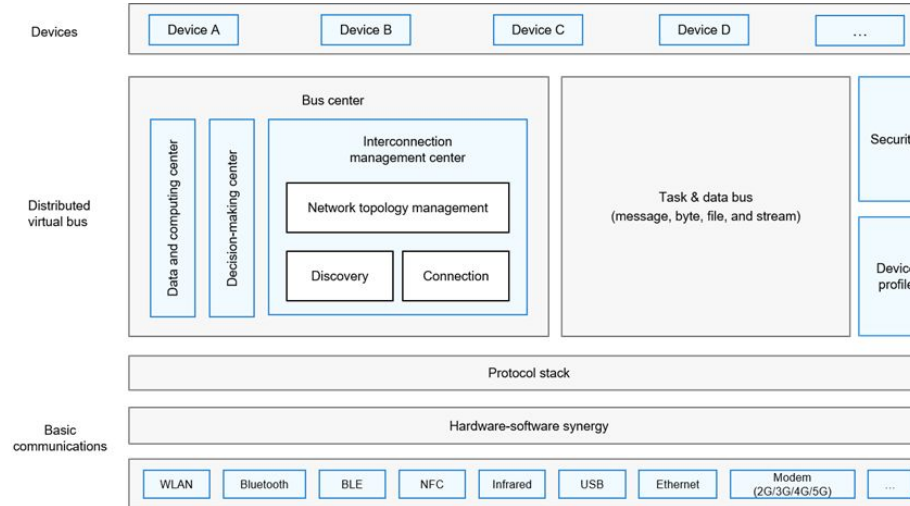 Devices
Device A
Device B
Device C
Device D
...
Distributed
virtual bus
Bus center
Data and computing center
Decision-making center
Interconnection
management center
Network topology management
Discovery
Connection
Task & data bus
(message, byte, file, and stream)
Device
profile
Basic
communications
Protocol stack
Hardware-software synergy
WLAN
Bluetooth
BLE
NFC
Infrared
USB
Ethernet
Modem
(2G/3G/4G/5G)
...